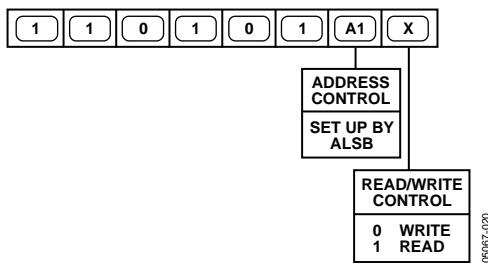 1 1 0 1 0 1 A1 X
ADDRESS
CONTROL
SET UP BY
ALSB
READ/WRITE
CONTROL
0 WRITE
1 READ
05067-020